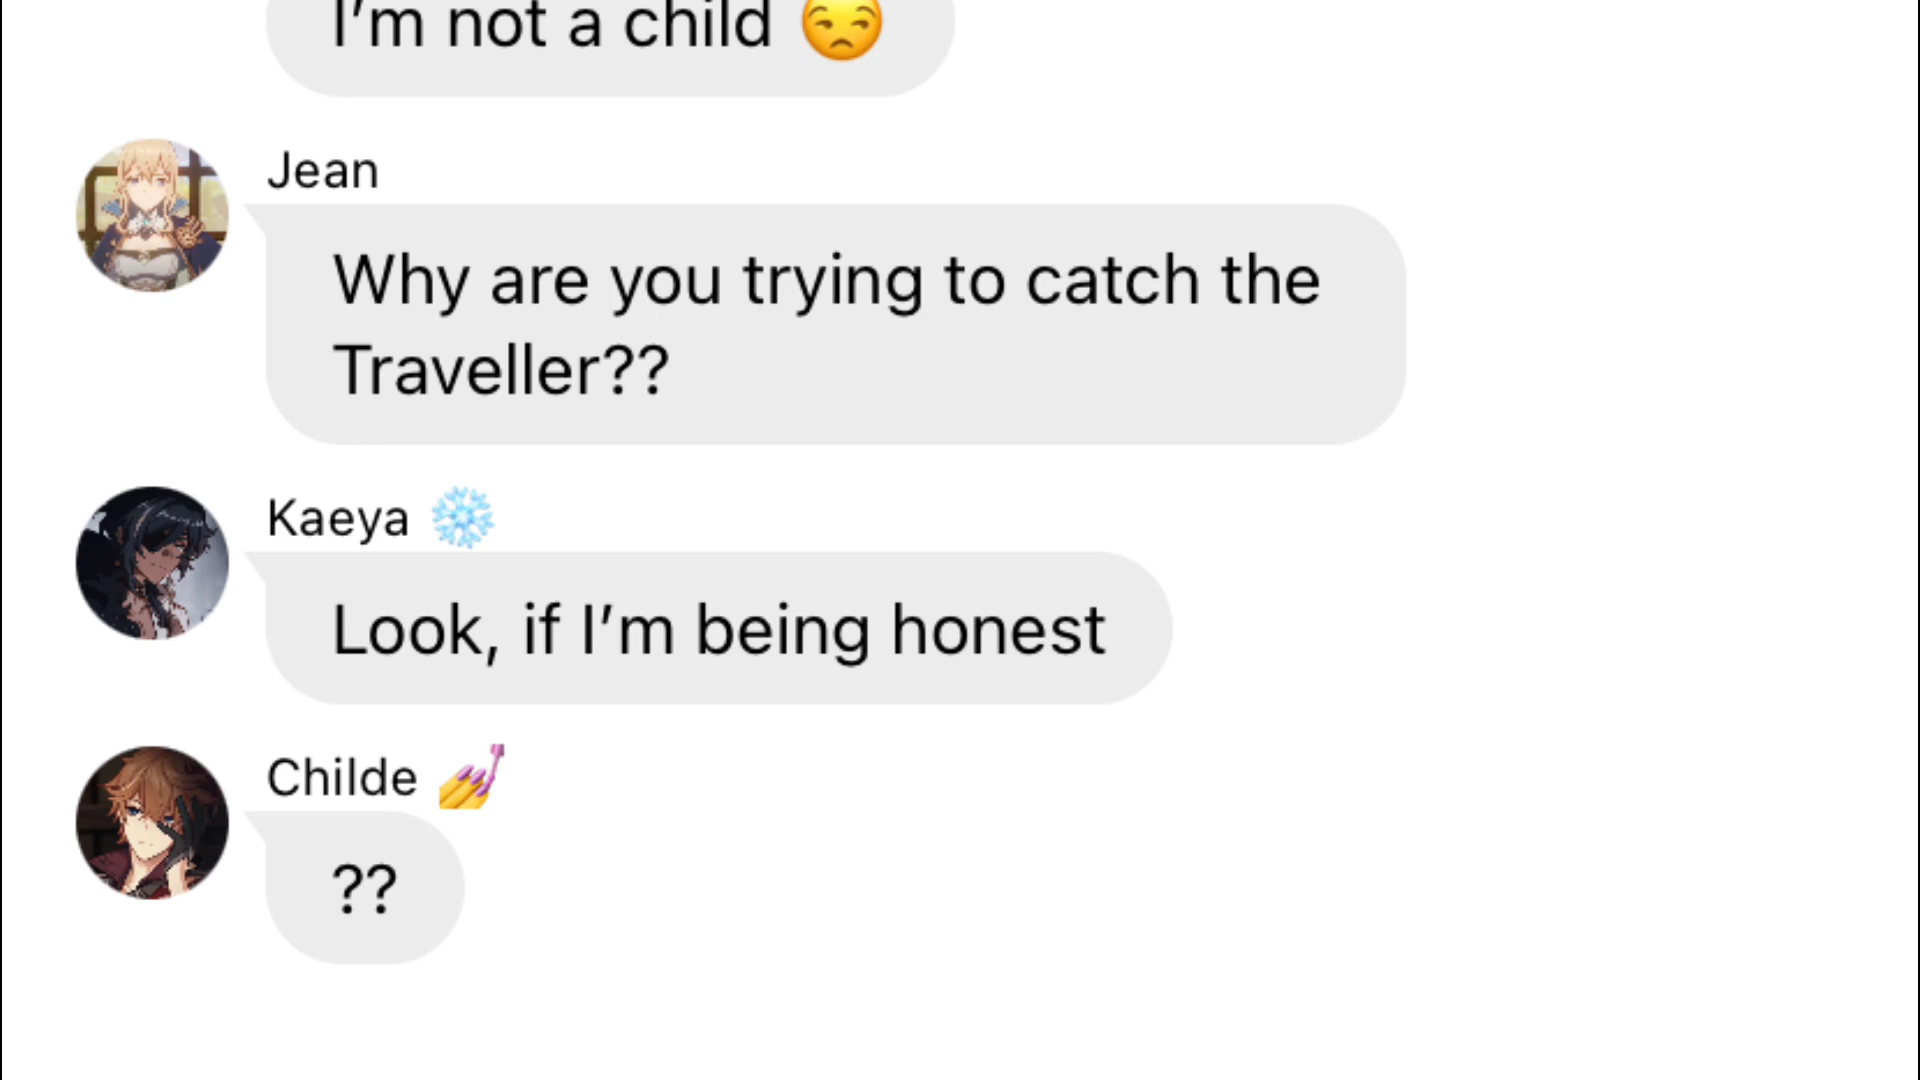 I’m not a child 😒
Jean
Why are you trying to catch the
Traveller??
Kaeya ❄️
Look, if I’m being honest
Childe 💅
??